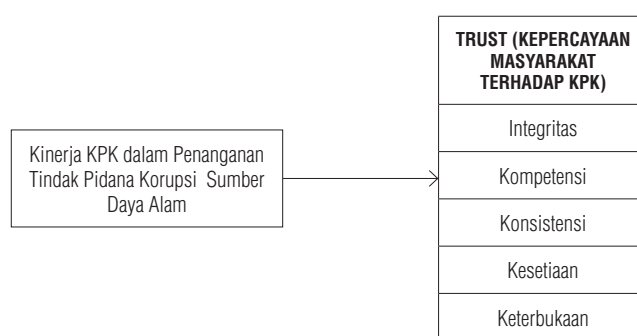 Kinerja KPK dalam Penanganan
Tindak Pidana Korupsi Sumber
Daya Alam
TRUST (KEPERCAYAAN
MASYARAKAT
TERHADAP KPK)
Integritas
Kompetensi
Konsistensi
Kesetiaan
Keterbukaan